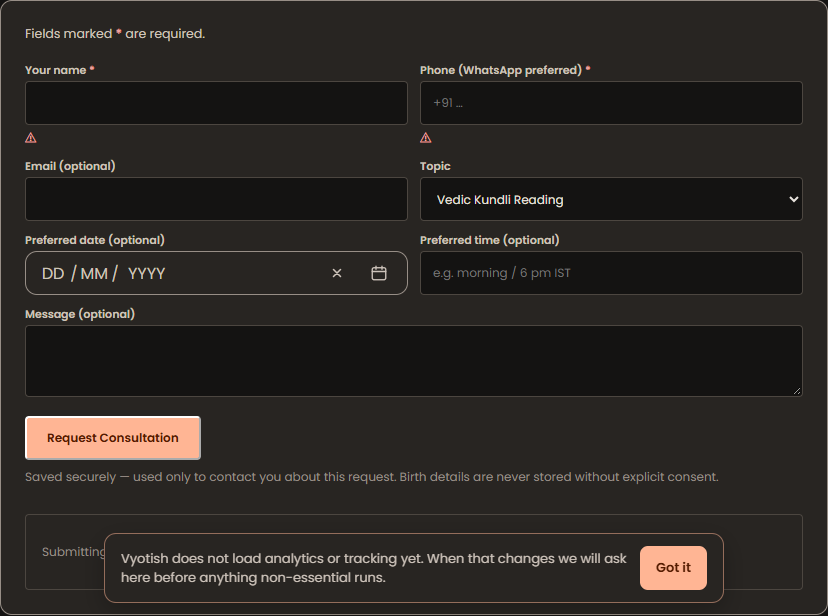 Fields marked * are required.
Your name *
Phone (WhatsApp preferred) *
+91 ...
Email (optional)
Topic
Vedic Kundli Reading
Preferred date (optional)
Preferred time (optional)
DD / MM / YYYY
e.g. morning / 6 pm IST
Message (optional)
Request Consultation
Saved securely — used only to contact you about this request. Birth details are never stored without explicit consent.
Submitting
Vyotish does not load analytics or tracking yet. When that changes we will ask
here before anything non-essential runs.
Got it